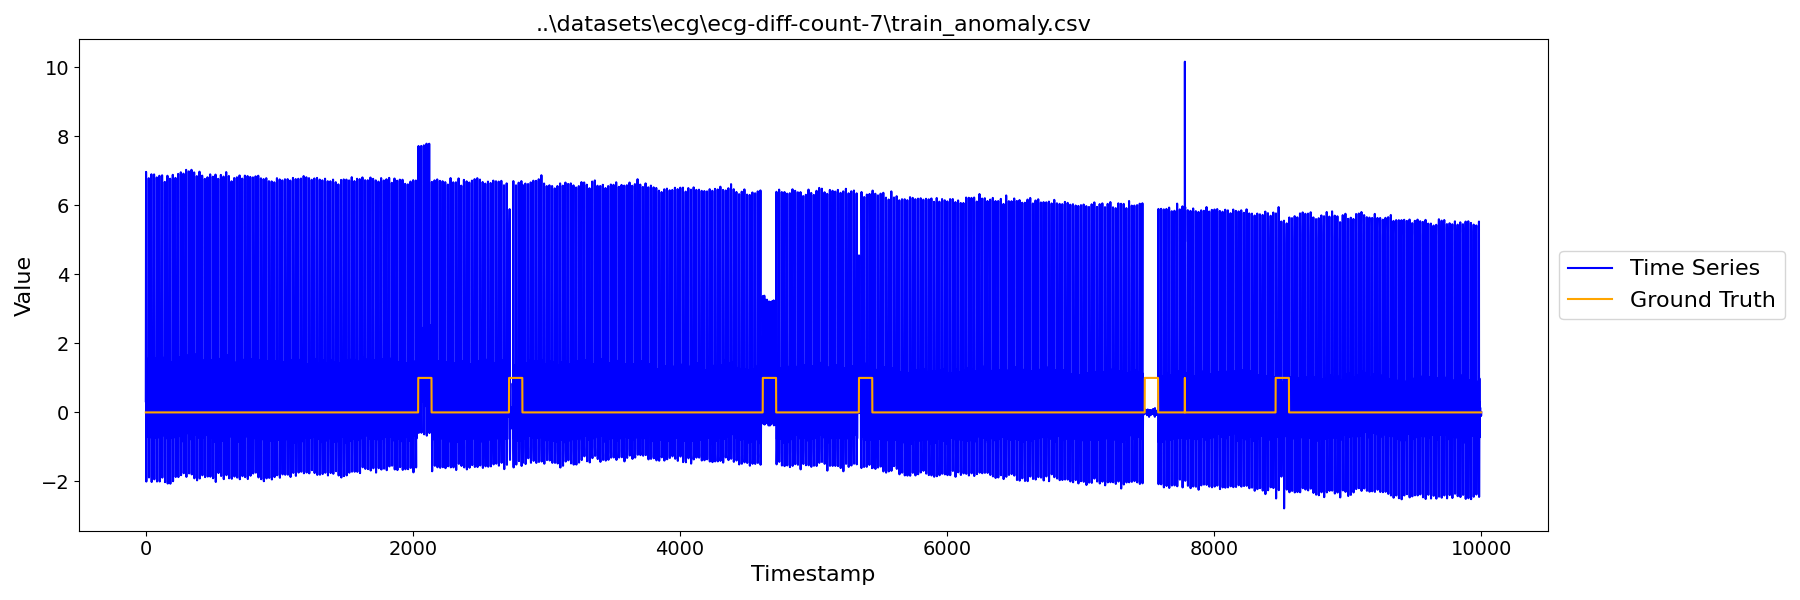 ..\datasets\ecg\ecg-diff-count-7\train_anomaly.csv
10
8
6
4
2
0
−2
Value
0 2000 4000 6000 8000 10000
Timestamp
Time Series
Ground Truth